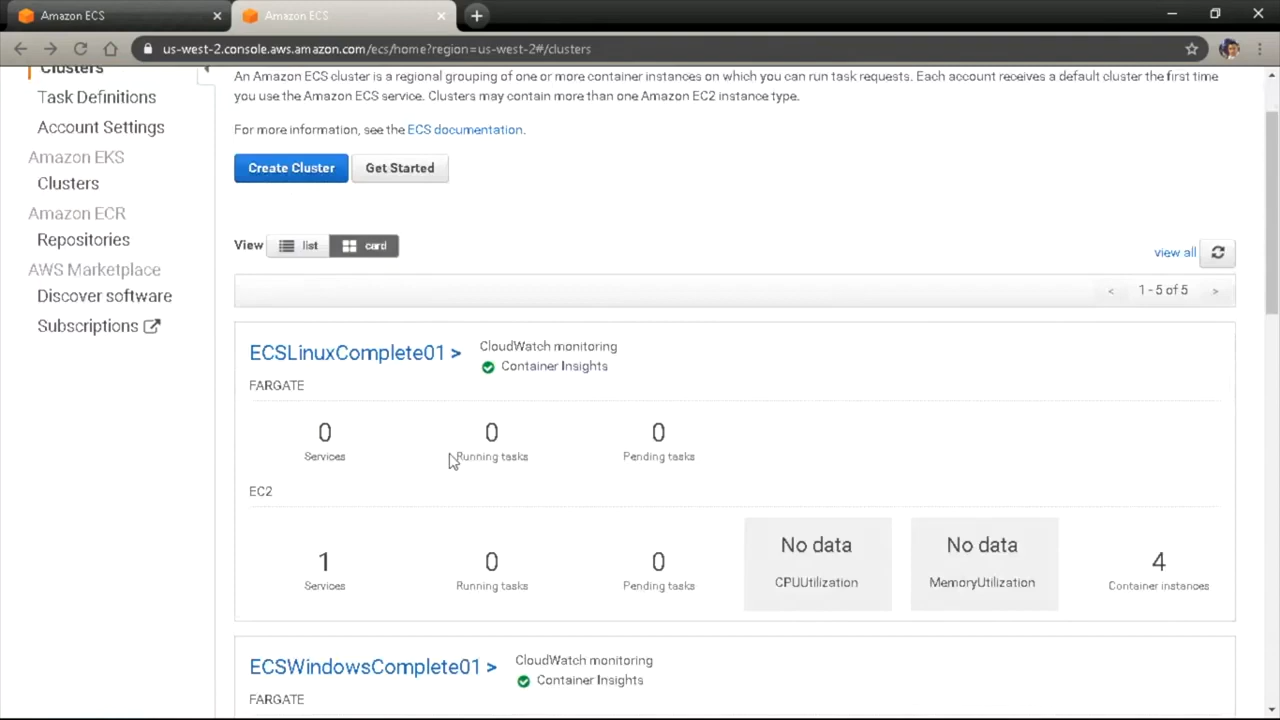 Amazon ECS
Amazon ECS
us-west-2.console.aws.amazon.com/ecs/home?region=us-west-2#/clusters
Clusters
Task Definitions
Account Settings
Amazon EKS
Clusters
Amazon ECR
Repositories
AWS Marketplace
Discover software
Subscriptions
An Amazon ECS cluster is a regional grouping of one or more container instances on which you can run task requests. Each account receives a default cluster the first time
you use the Amazon ECS service. Clusters may contain more than one Amazon EC2 instance type.
For more information, see the ECS documentation.
Create Cluster Get Started
View list card view all
< 1 - 5 of 5 >
ECSLinuxComplete01 > CloudWatch monitoring
Container Insights
FARGATE
0 0 0
Services Running tasks Pending tasks
EC2
1 0 0 No data No data 4
Services Running tasks Pending tasks CPUUtilization MemoryUtilization Container instances
ECSWindowsComplete01 > CloudWatch monitoring
Container Insights
FARGATE